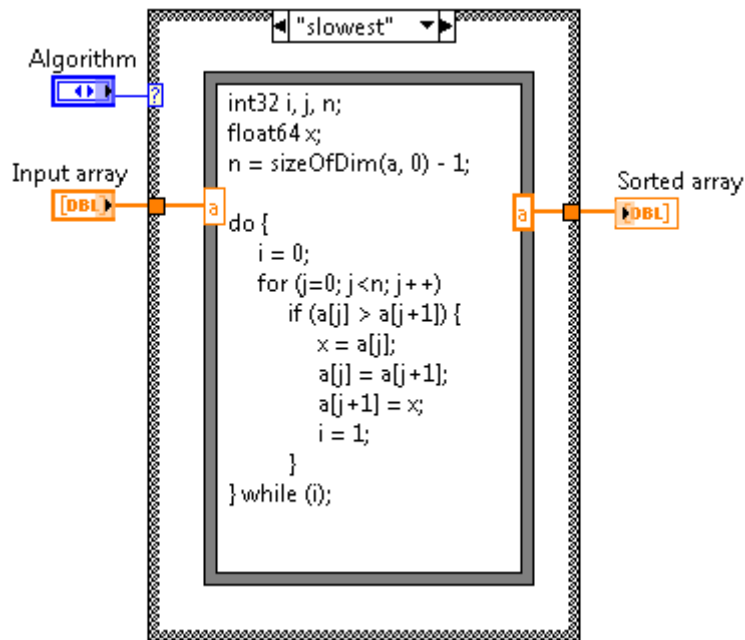 "slowest"
Algorithm
?
int32 i, j, n;
float64 x;
n = sizeOfDim(a, 0) - 1;
Input array
[DBL]
a
a
Sorted array
DBL]
do {
i = 0;
for (j=0; j<n; j++)
if (a[j] > a[j+1]) {
x = a[j];
a[j] = a[j+1];
a[j+1] = x;
i = 1;
}
} while (i);